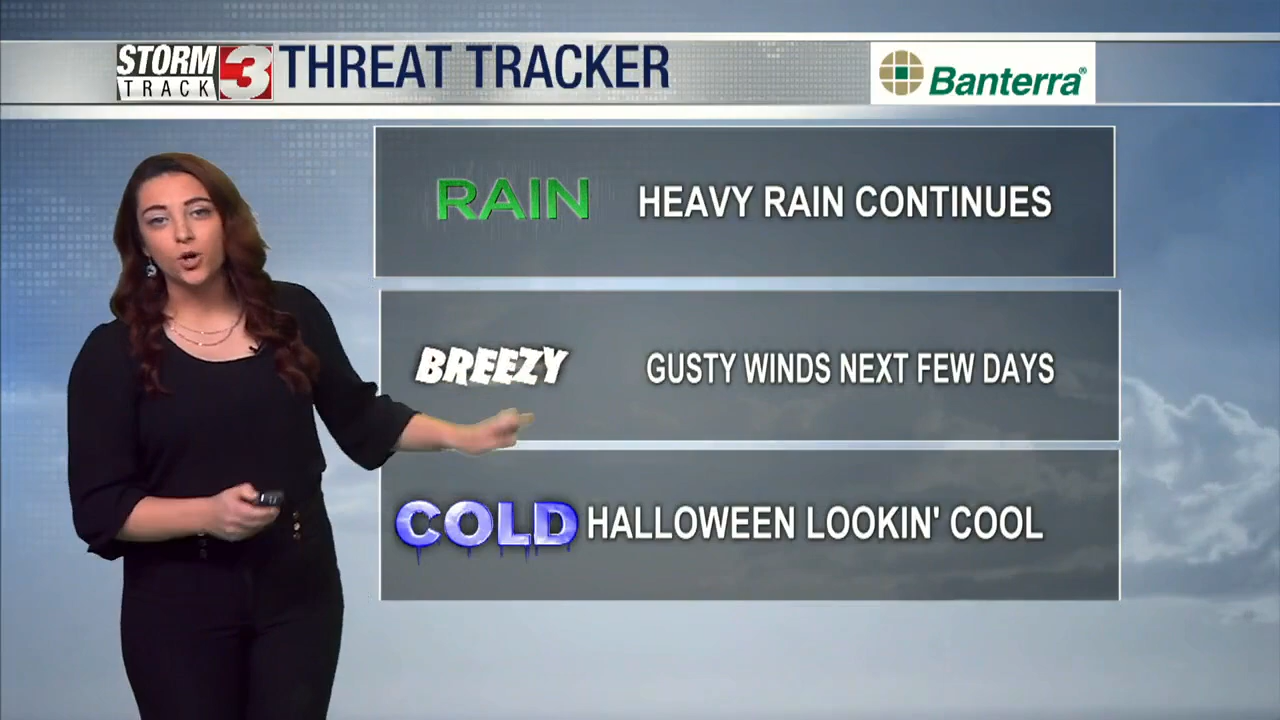 STORM
TRACK 3
THREAT TRACKER
Banterra®
RAIN HEAVY RAIN CONTINUES
BREEZY GUSTY WINDS NEXT FEW DAYS
COLD HALLOWEEN LOOKIN' COOL